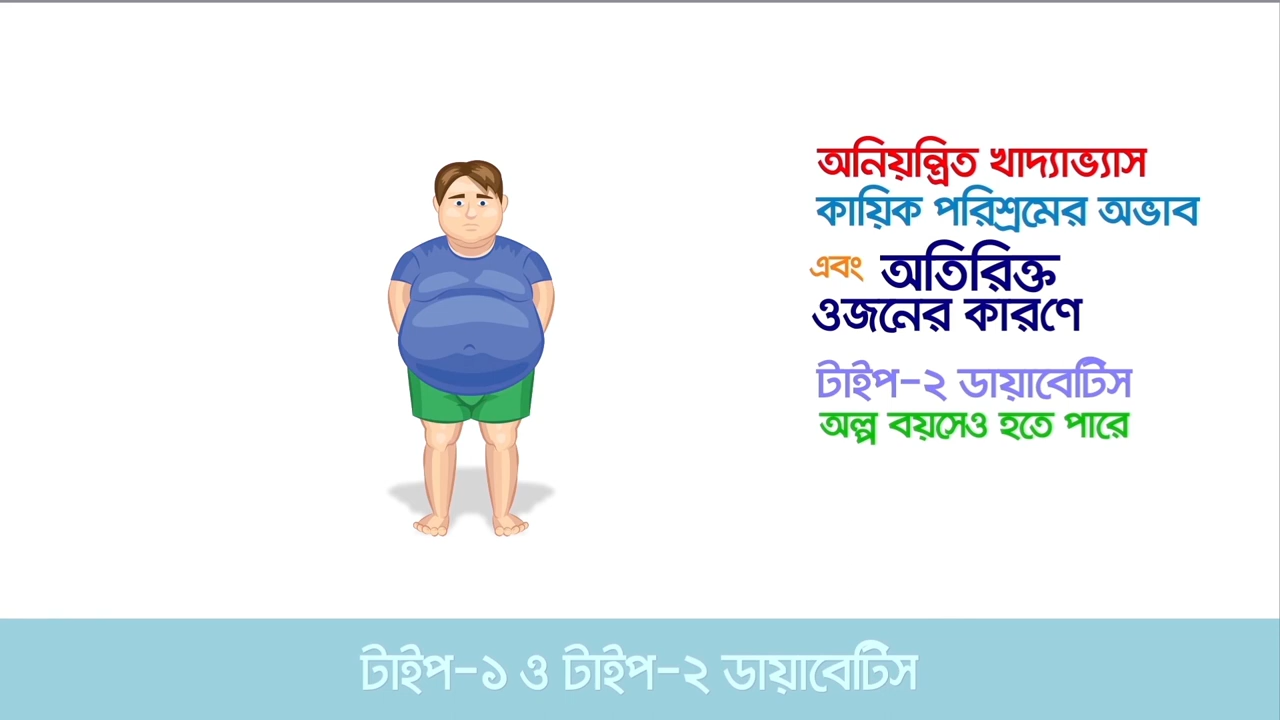 অনিয়ন্ত্রিত খাদ্যাভ্যাস
কায়িক পরিশ্রমের অভাব
এবং অতিরিক্ত
ওজনের কারণে
টাইপ-২ ডায়াবেটিস
অল্প বয়সেও হতে পারে
টাইপ-১ ও টাইপ-২ ডায়াবেটিস